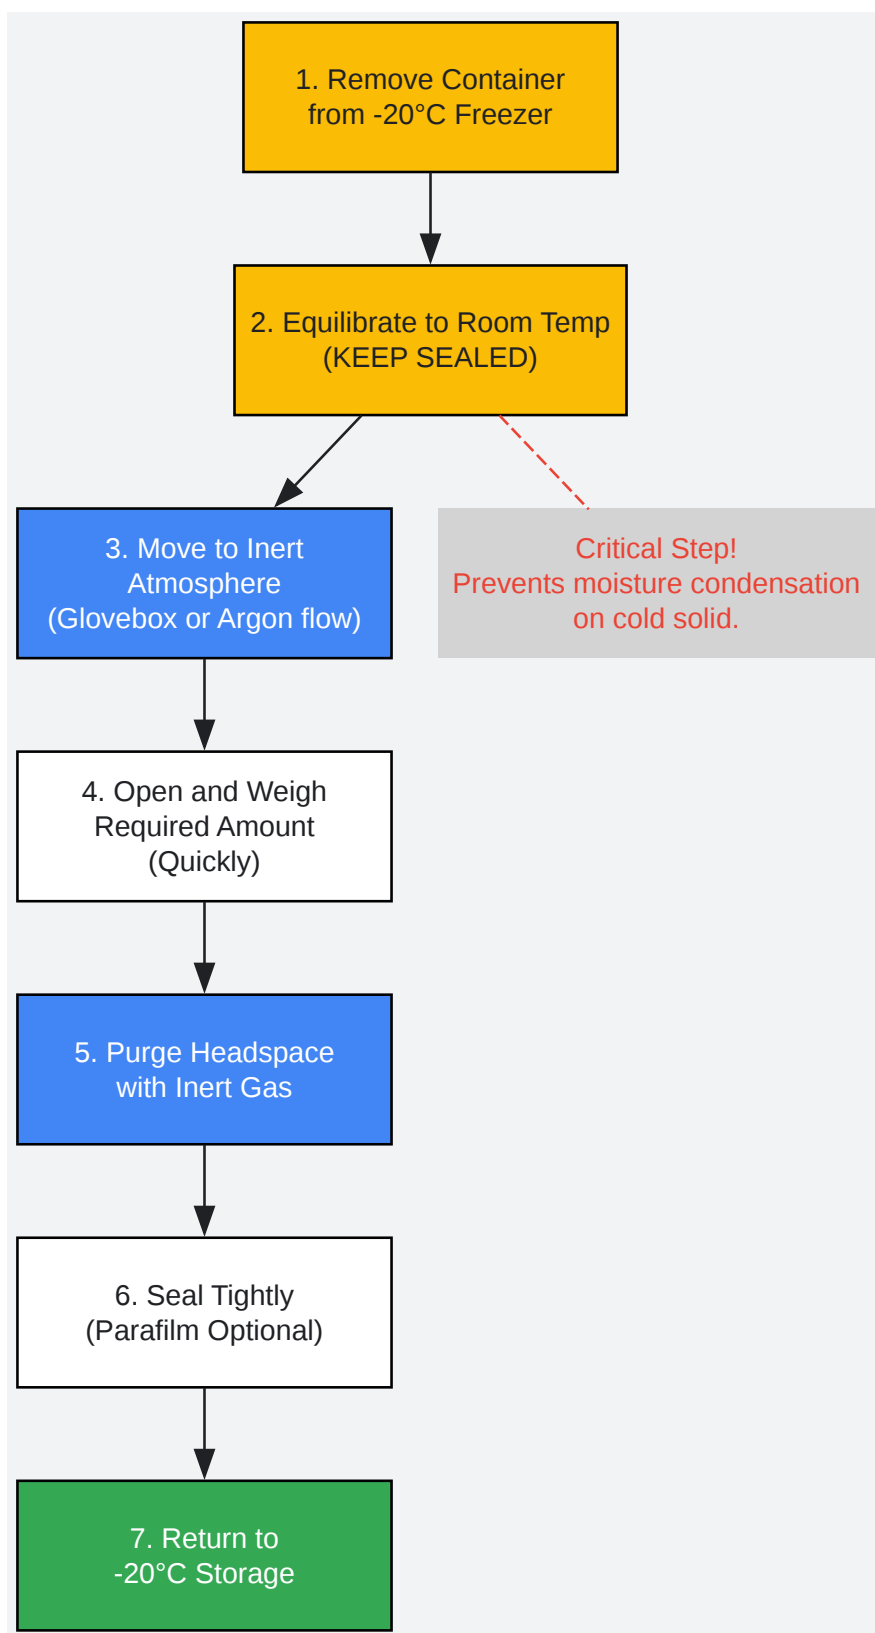 1. Remove Container
from -20°C Freezer
2. Equilibrate to Room Temp
(KEEP SEALED)
3. Move to Inert
Atmosphere
(Glovebox or Argon flow)
Critical Step!
Prevents moisture condensation
on cold solid.
4. Open and Weigh
Required Amount
(Quickly)
5. Purge Headspace
with Inert Gas
6. Seal Tightly
(Parafilm Optional)
7. Return to
-20°C Storage